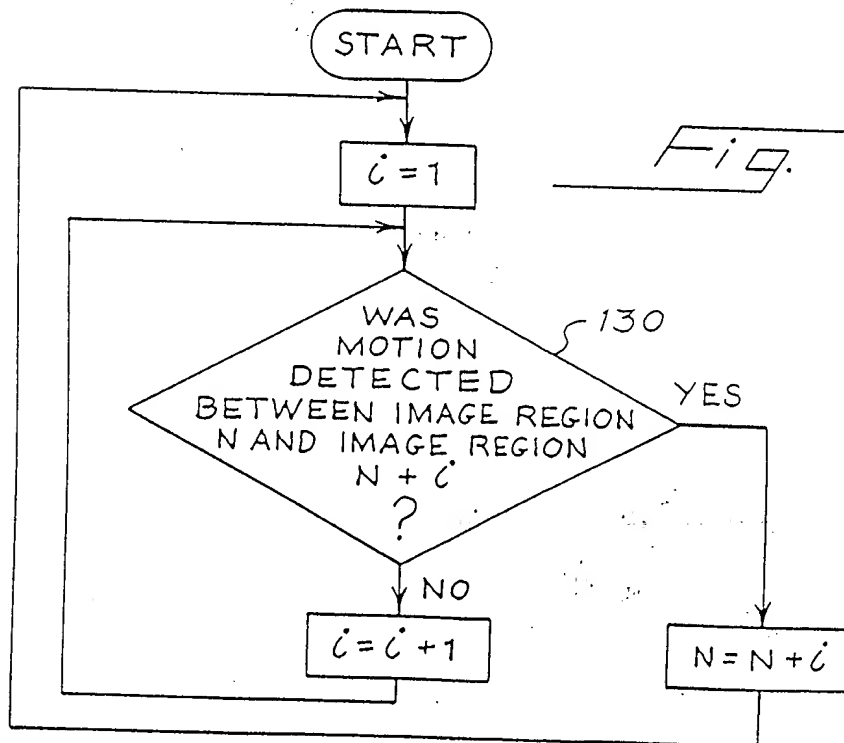 START
i = 1
Fig.
WAS
MOTION
DETECTED
BETWEEN IMAGE REGION
N AND IMAGE REGION
N + i
?
130
YES
NO
i = i + 1
N = N + i